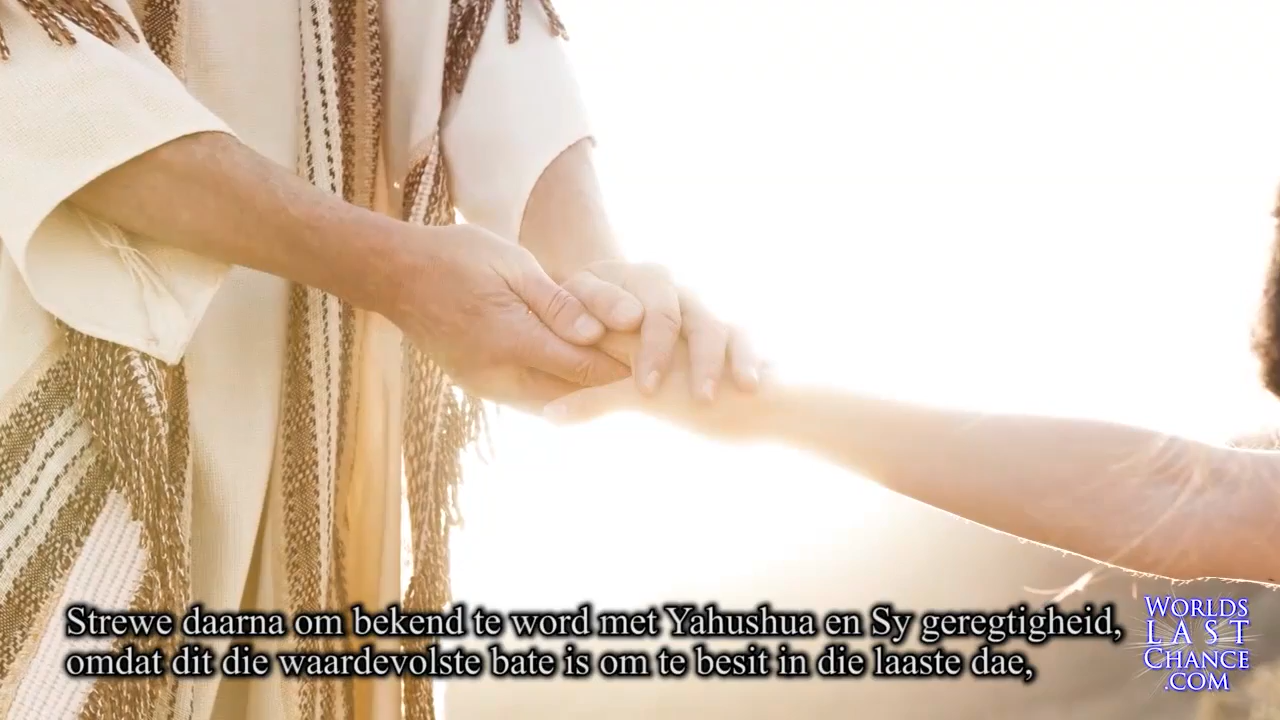 Strewe daarna om bekend te word met Yahushua en Sy geregtigheid,
omdat dit die waardevolste bate is om te besit in die laaste dae,
WORLDS
LAST
CHANCE
.COM